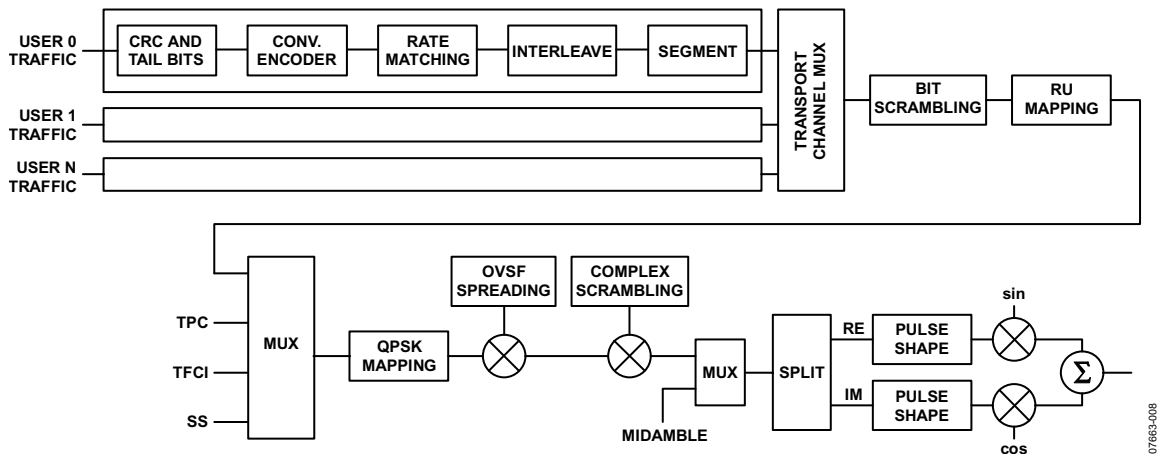 USER 0
TRAFFIC
CRC AND
TAIL BITS
CONV.
ENCODER
RATE
MATCHING
INTERLEAVE
SEGMENT
USER 1
TRAFFIC
USER N
TRAFFIC
TRANSPORT
CHANNEL MUX
BIT
SCRAMBLING
RU
MAPPING
TPC
TFCI
SS
MUX
QPSK
MAPPING
OVSF
SPREADING
COMPLEX
SCRAMBLING
MIDAMBLE
MUX
SPLIT
RE
IM
PULSE
SHAPE
PULSE
SHAPE
sin
cos
Σ
07663-008